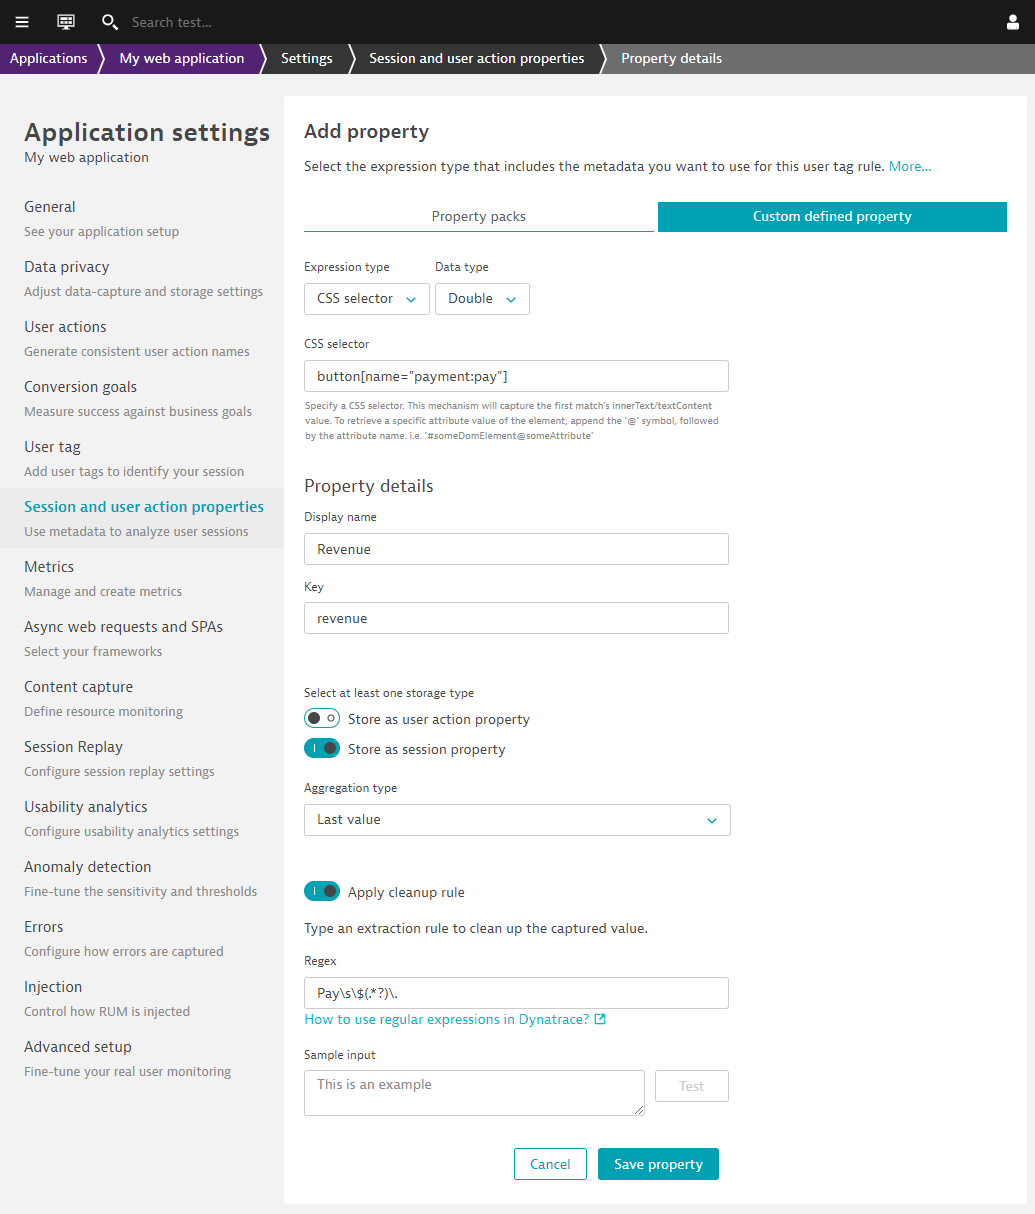 Search test...
Applications
My web application
Settings
Session and user action properties
Property details
Application settings
My web application
General
See your application setup
Data privacy
Adjust data-capture and storage settings
User actions
Generate consistent user action names
Conversion goals
Measure success against business goals
User tag
Add user tags to identify your session
Session and user action properties
Use metadata to analyze user sessions
Metrics
Manage and create metrics
Async web requests and SPAs
Select your frameworks
Content capture
Define resource monitoring
Session Replay
Configure session replay settings
Usability analytics
Configure usability analytics settings
Anomaly detection
Fine-tune the sensitivity and thresholds
Errors
Configure how errors are captured
Injection
Control how RUM is injected
Advanced setup
Fine-tune your real user monitoring
Add property
Select the expression type that includes the metadata you want to use for this user tag rule. More...
Property packs
Custom defined property
Expression type
Data type
CSS selector
Double
CSS selector
button[name="payment:pay"]
Specify a CSS selector. This mechanism will capture the first match's innerText/textContent
value. To retrieve a specific attribute value of the element, append the '@' symbol, followed
by the attribute name. i.e. '#someDomElement@someAttribute'
Property details
Display name
Revenue
Key
revenue
Select at least one storage type
Store as user action property
Store as session property
Aggregation type
Last value
Apply cleanup rule
Type an extraction rule to clean up the captured value.
Regex
Pay\s\$(.*?)\.
How to use regular expressions in Dynatrace?
Sample input
This is an example
Test
Cancel
Save property